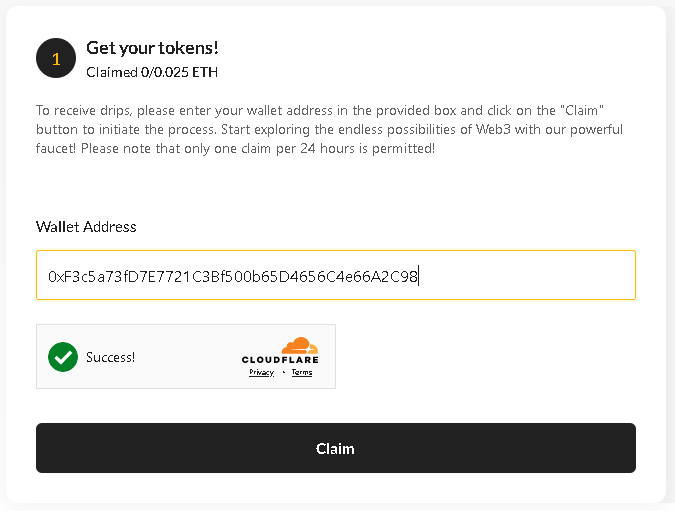 1
Get your tokens!
Claimed 0/0.025 ETH
To receive drips, please enter your wallet address in the provided box and click on the "Claim"
button to initiate the process. Start exploring the endless possibilities of Web3 with our powerful
faucet! Please note that only one claim per 24 hours is permitted!
Wallet Address
0xF3c5a73fD7E7721C3Bf500b65D4656C4e66A2C98
Success!
CLOUDFLARE
Privacy • Terms
Claim